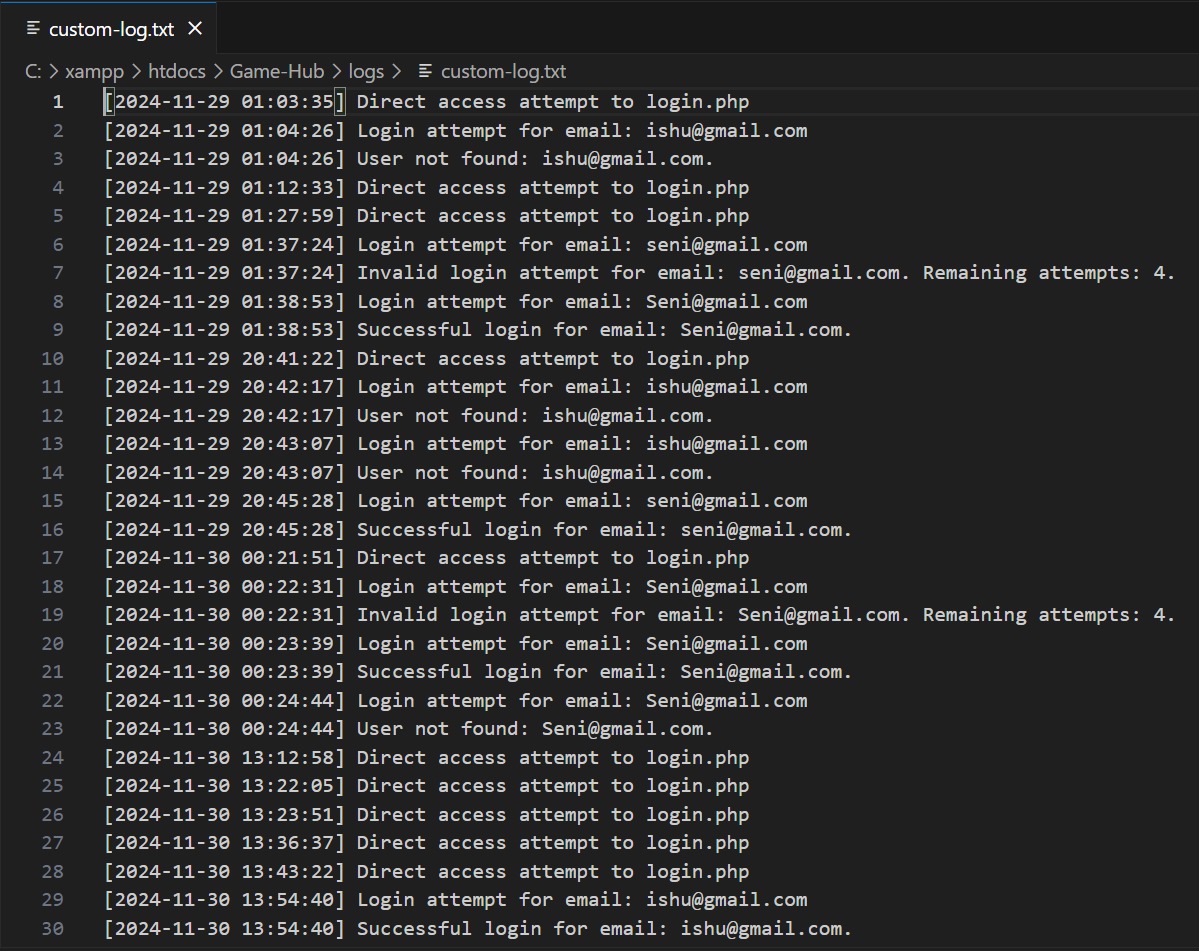 custom-log.txt
C: > xampp > htdocs > Game-Hub > logs > custom-log.txt
1 [2024-11-29 01:03:35] Direct access attempt to login.php
2 [2024-11-29 01:04:26] Login attempt for email: ishu@gmail.com
3 [2024-11-29 01:04:26] User not found: ishu@gmail.com.
4 [2024-11-29 01:12:33] Direct access attempt to login.php
5 [2024-11-29 01:27:59] Direct access attempt to login.php
6 [2024-11-29 01:37:24] Login attempt for email: seni@gmail.com
7 [2024-11-29 01:37:24] Invalid login attempt for email: seni@gmail.com. Remaining attempts: 4.
8 [2024-11-29 01:38:53] Login attempt for email: Seni@gmail.com
9 [2024-11-29 01:38:53] Successful login for email: Seni@gmail.com.
10 [2024-11-29 20:41:22] Direct access attempt to login.php
11 [2024-11-29 20:42:17] Login attempt for email: ishu@gmail.com
12 [2024-11-29 20:42:17] User not found: ishu@gmail.com.
13 [2024-11-29 20:43:07] Login attempt for email: ishu@gmail.com
14 [2024-11-29 20:43:07] User not found: ishu@gmail.com.
15 [2024-11-29 20:45:28] Login attempt for email: seni@gmail.com
16 [2024-11-29 20:45:28] Successful login for email: seni@gmail.com.
17 [2024-11-30 00:21:51] Direct access attempt to login.php
18 [2024-11-30 00:22:31] Login attempt for email: Seni@gmail.com
19 [2024-11-30 00:22:31] Invalid login attempt for email: Seni@gmail.com. Remaining attempts: 4.
20 [2024-11-30 00:23:39] Login attempt for email: Seni@gmail.com
21 [2024-11-30 00:23:39] Successful login for email: Seni@gmail.com.
22 [2024-11-30 00:24:44] Login attempt for email: Seni@gmail.com
23 [2024-11-30 00:24:44] User not found: Seni@gmail.com.
24 [2024-11-30 13:12:58] Direct access attempt to login.php
25 [2024-11-30 13:22:05] Direct access attempt to login.php
26 [2024-11-30 13:23:51] Direct access attempt to login.php
27 [2024-11-30 13:36:37] Direct access attempt to login.php
28 [2024-11-30 13:43:22] Direct access attempt to login.php
29 [2024-11-30 13:54:40] Login attempt for email: ishu@gmail.com
30 [2024-11-30 13:54:40] Successful login for email: ishu@gmail.com.